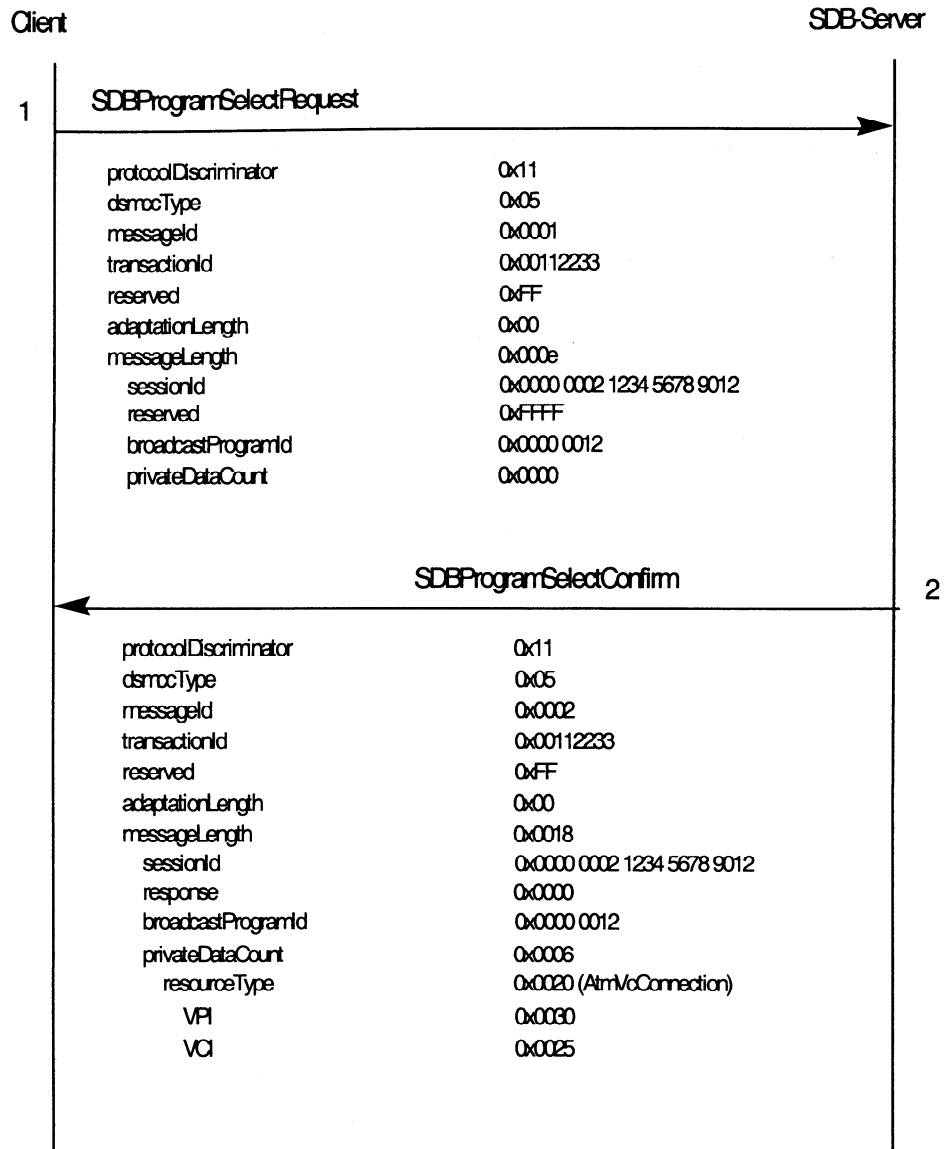 Client SDB-Server
1 SDBProgramSelectRequest
protocolDiscriminator 0x11
dsmccType 0x05
messageId 0x0001
transactionId 0x00112233
reserved 0xFF
adaptationLength 0x00
messageLength 0x000e
sessionId 0x0000 0002 1234 5678 9012
reserved 0xFFFF
broadcastProgramId 0x0000 0012
privateDataCount 0x0000
SDBProgramSelectConfirm 2
protocolDiscriminator 0x11
dsmccType 0x05
messageId 0x0002
transactionId 0x00112233
reserved 0xFF
adaptationLength 0x00
messageLength 0x0018
sessionId 0x0000 0002 1234 5678 9012
response 0x0000
broadcastProgramId 0x0000 0012
privateDataCount 0x0006
resourceType 0x0020 (AtmVcConnection)
VPI 0x0030
VCI 0x0025